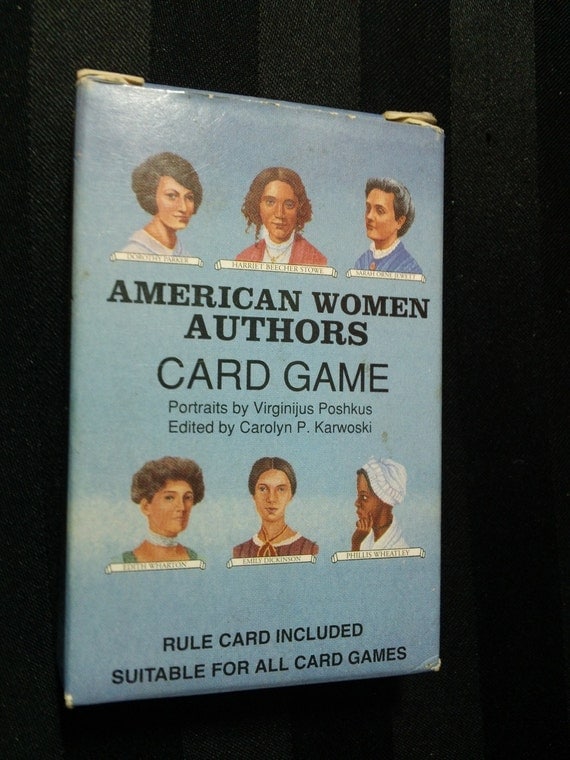 DOROTHY PARKER
HARRIET BEECHER STOWE
SARAH ORNE JEWETT
AMERICAN WOMEN
AUTHORS
CARD GAME
Portraits by Virginijus Poshkus
Edited by Carolyn P. Karwoski
EDITH WHARTON
EMILY DICKINSON
PHILLIS WHEATLEY
RULE CARD INCLUDED
SUITABLE FOR ALL CARD GAMES